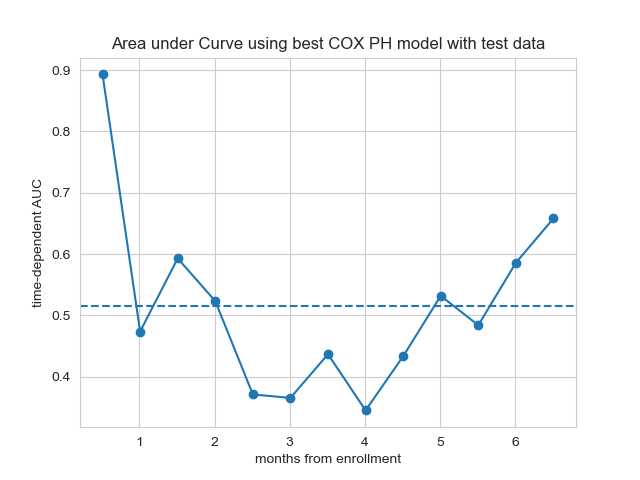 Area under Curve using best COX PH model with test data
time-dependent AUC
0.9
0.8
0.7
0.6
0.5
0.4
1 2 3 4 5 6
months from enrollment